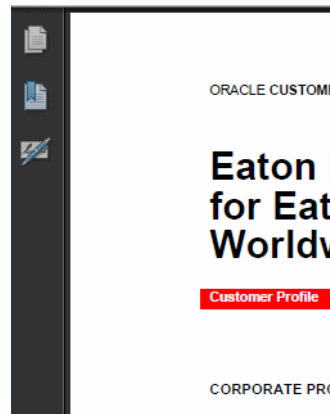 ORACLE CUSTOM
Eaton
for Eat
Worldw
Customer Profile
CORPORATE PRO